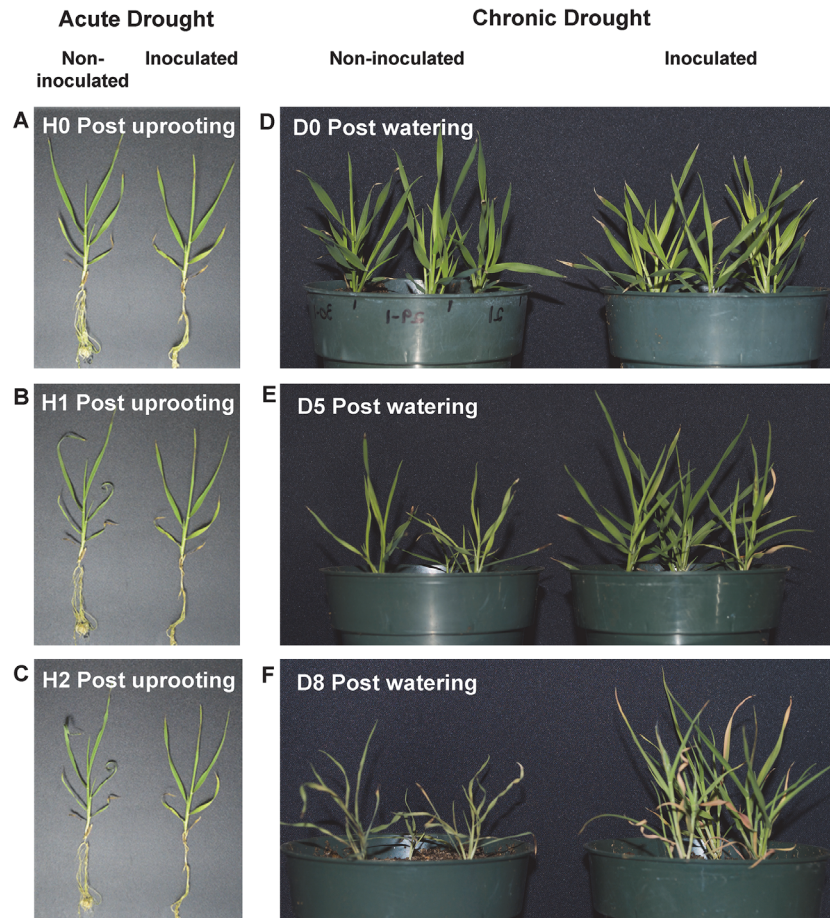 Acute Drought
Chronic Drought
Non-
inoculated
Inoculated
Non-inoculated
Inoculated
A
H0 Post uprooting
D
D0 Post watering
B
H1 Post uprooting
E
D5 Post watering
C
H2 Post uprooting
F
D8 Post watering